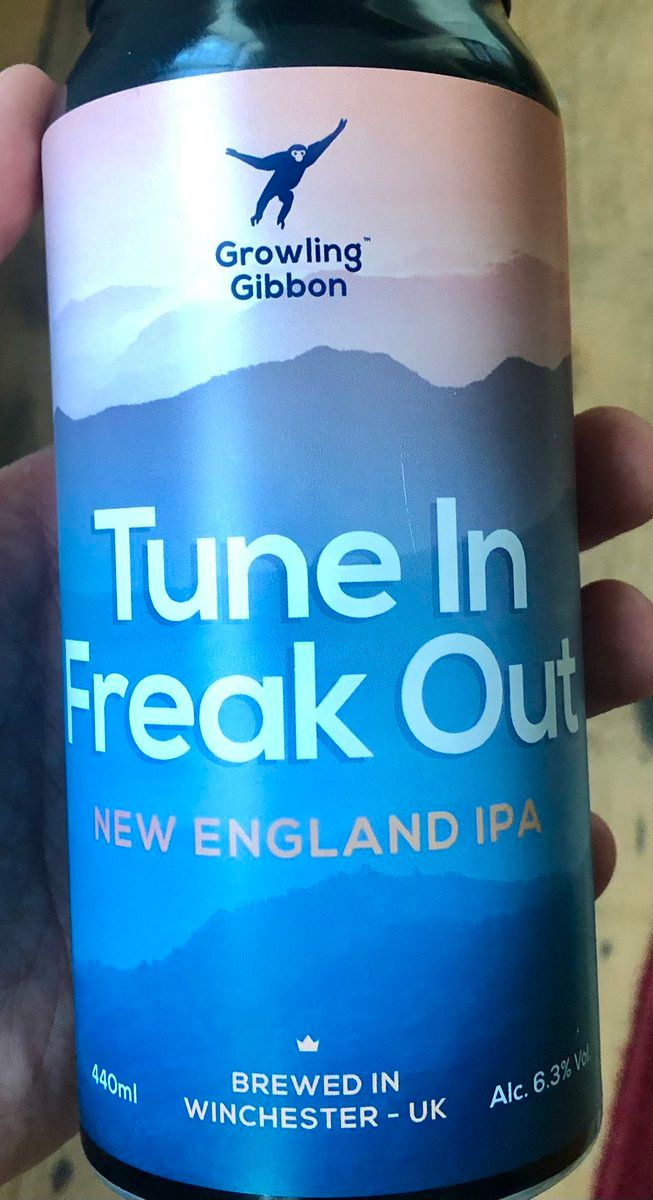 Growling™
Gibbon
Tune In
Freak Out
NEW ENGLAND IPA
440ml
BREWED IN
WINCHESTER - UK
Alc. 6.3% Vol.